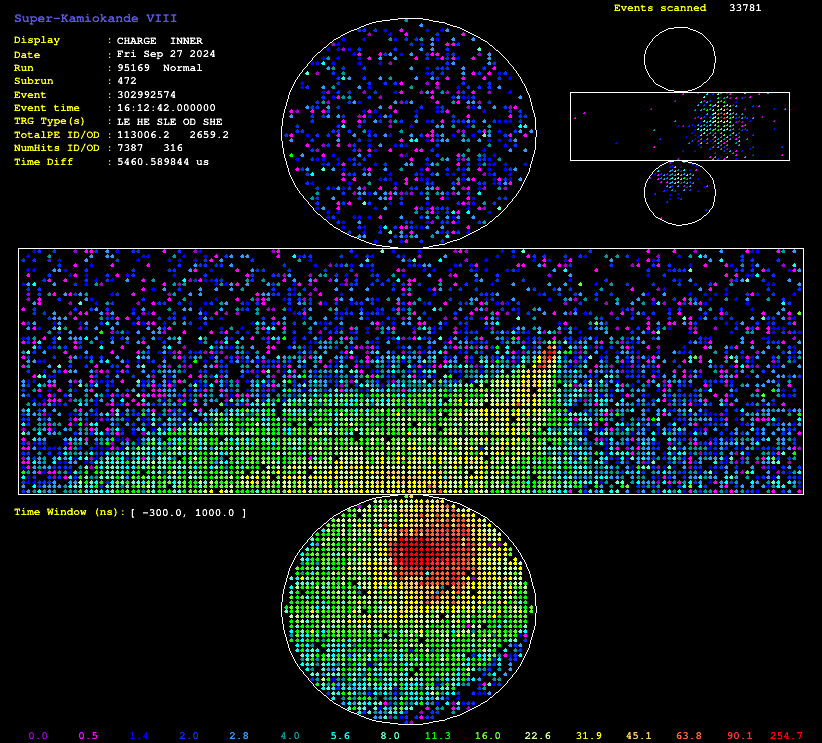 Super-Kamiokande VIII
Events scanned 33781
Display : CHARGE INNER
Date : Fri Sep 27 2024
Run : 95169 Normal
Subrun : 472
Event : 302992574
Event time : 16:12:42.000000
TRG Type(s) : LE HE SLE OD SHE
TotalPE ID/OD : 113006.2 2659.2
NumHits ID/OD : 7387 316
Time Diff : 5460.589844 us
Time Window (ns): [ -300.0, 1000.0 ]
0.0 0.5 1.4 2.0 2.8 4.0 5.6 8.0 11.3 16.0 22.6 31.9 45.1 63.8 90.1 254.7